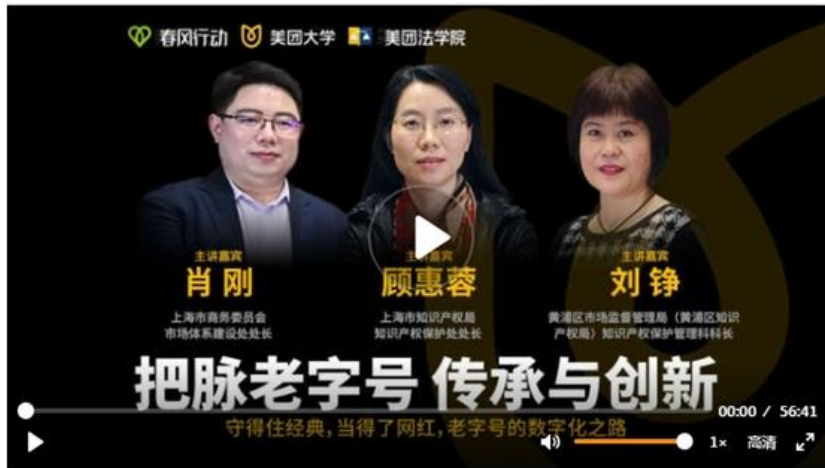 春风行动 美团大学 美团法学院
主讲嘉宾 主讲嘉宾 主讲嘉宾
肖刚 顾惠蓉 刘铮
上海市商务委员会 上海市知识产权局 黄浦区市场监督管理局（黄浦区知识
市场体系建设处处长 知识产权保护处处长 产权局）知识产权保护管理科科长
把脉老字号 传承与创新
00:00 / 56:41
守得住经典，当得了网红，老字号的数字化之路
1× 高清